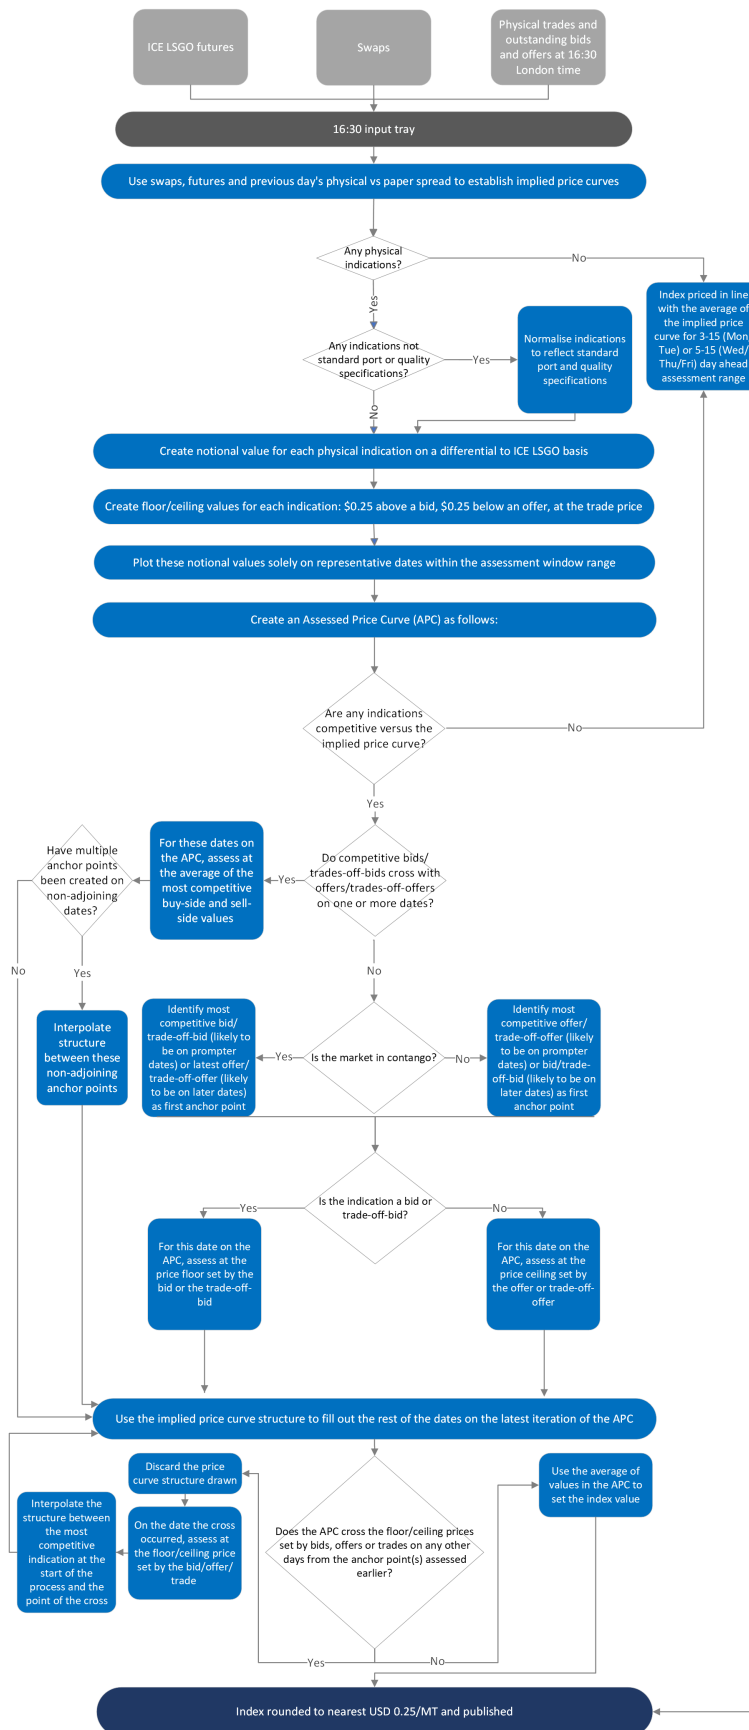 ICE LSGO futures
Swaps
Physical trades and
outstanding bids
and offers at 16:30
London time
16:30 input tray
Use swaps, futures and previous day's physical vs paper spread to establish implied price curves
Any physical
indications?
No
Yes
Index priced in line
with the average of
the implied price
curve for 3-15 (Mon/
Tue) or 5-15 (Wed/
Thu/Fri) day ahead
assessment range
Any indications not
standard port or quality
specifications?
Yes
Normalise indications
to reflect standard
port and quality
specifications
No
Create notional value for each physical indication on a differential to ICE LSGO basis
Create floor/ceiling values for each indication: $0.25 above a bid, $0.25 below an offer, at the trade price
Plot these notional values solely on representative dates within the assessment window range
Create an Assessed Price Curve (APC) as follows:
Are any indications
competitive versus the
implied price curve?
No
Yes
Do competitive bids/
trades-off-bids cross with
offers/trades-off-offers
on one or more dates?
Yes
For these dates on
the APC, assess at
the average of the
most competitive
buy-side and sell-
side values
Have multiple
anchor points
been created on
non-adjoining
dates?
No
Yes
No
Interpolate
structure
between these
non-adjoining
anchor points
Identify most
competitive bid/
trade-off-bid (likely to
be on prompter
dates) or latest offer/
trade-off-offer (likely
to be on later dates)
as first anchor point
Yes
Is the market in contango?
No
Identify most
competitive offer/
trade-off-offer (likely
to be on prompter
dates) or bid/trade-
off-bid (likely to be on
later dates) as first
anchor point
Is the indication a bid or
trade-off-bid?
Yes
No
For this date on the
APC, assess at the
price floor set by the
bid or the trade-off-
bid
For this date on the
APC, assess at the
price ceiling set by
the offer or trade-off-
offer
Use the implied price curve structure to fill out the rest of the dates on the latest iteration of the APC
Discard the price
curve structure drawn
Use the average of
values in the APC to
set the index value
Interpolate the
structure between
the most
competitive
indication at the
start of the
process and the
point of the cross
On the date the cross
occurred, assess at
the floor/ceiling price
set by the bid/offer/
trade
Does the APC cross the floor/ceiling prices
set by bids, offers or trades on any other
days from the anchor point(s) assessed
earlier?
Yes
No
Index rounded to nearest USD 0.25/MT and published